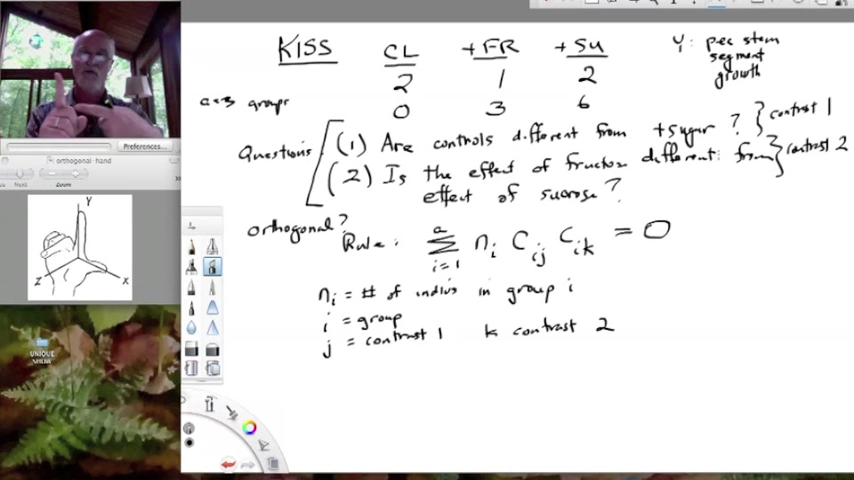 KISS CL +FR +SU
2 1 2
a=3 groups 0 3 6
Y: pea stem
segment
growth
Questions (1) Are controls different from +sugar? } contrast 1
(2) Is the effect of fructose different from } contrast 2
effect of sucrose?
orthogonal?
Rule: a Σ i=1 ni Cij Cik = 0
ni = # of indivs in group i
i = group
j = contrast 1 k contrast 2
Preferences...
orthogonal-hand
Zoom
Y
Z X
UNIQUE